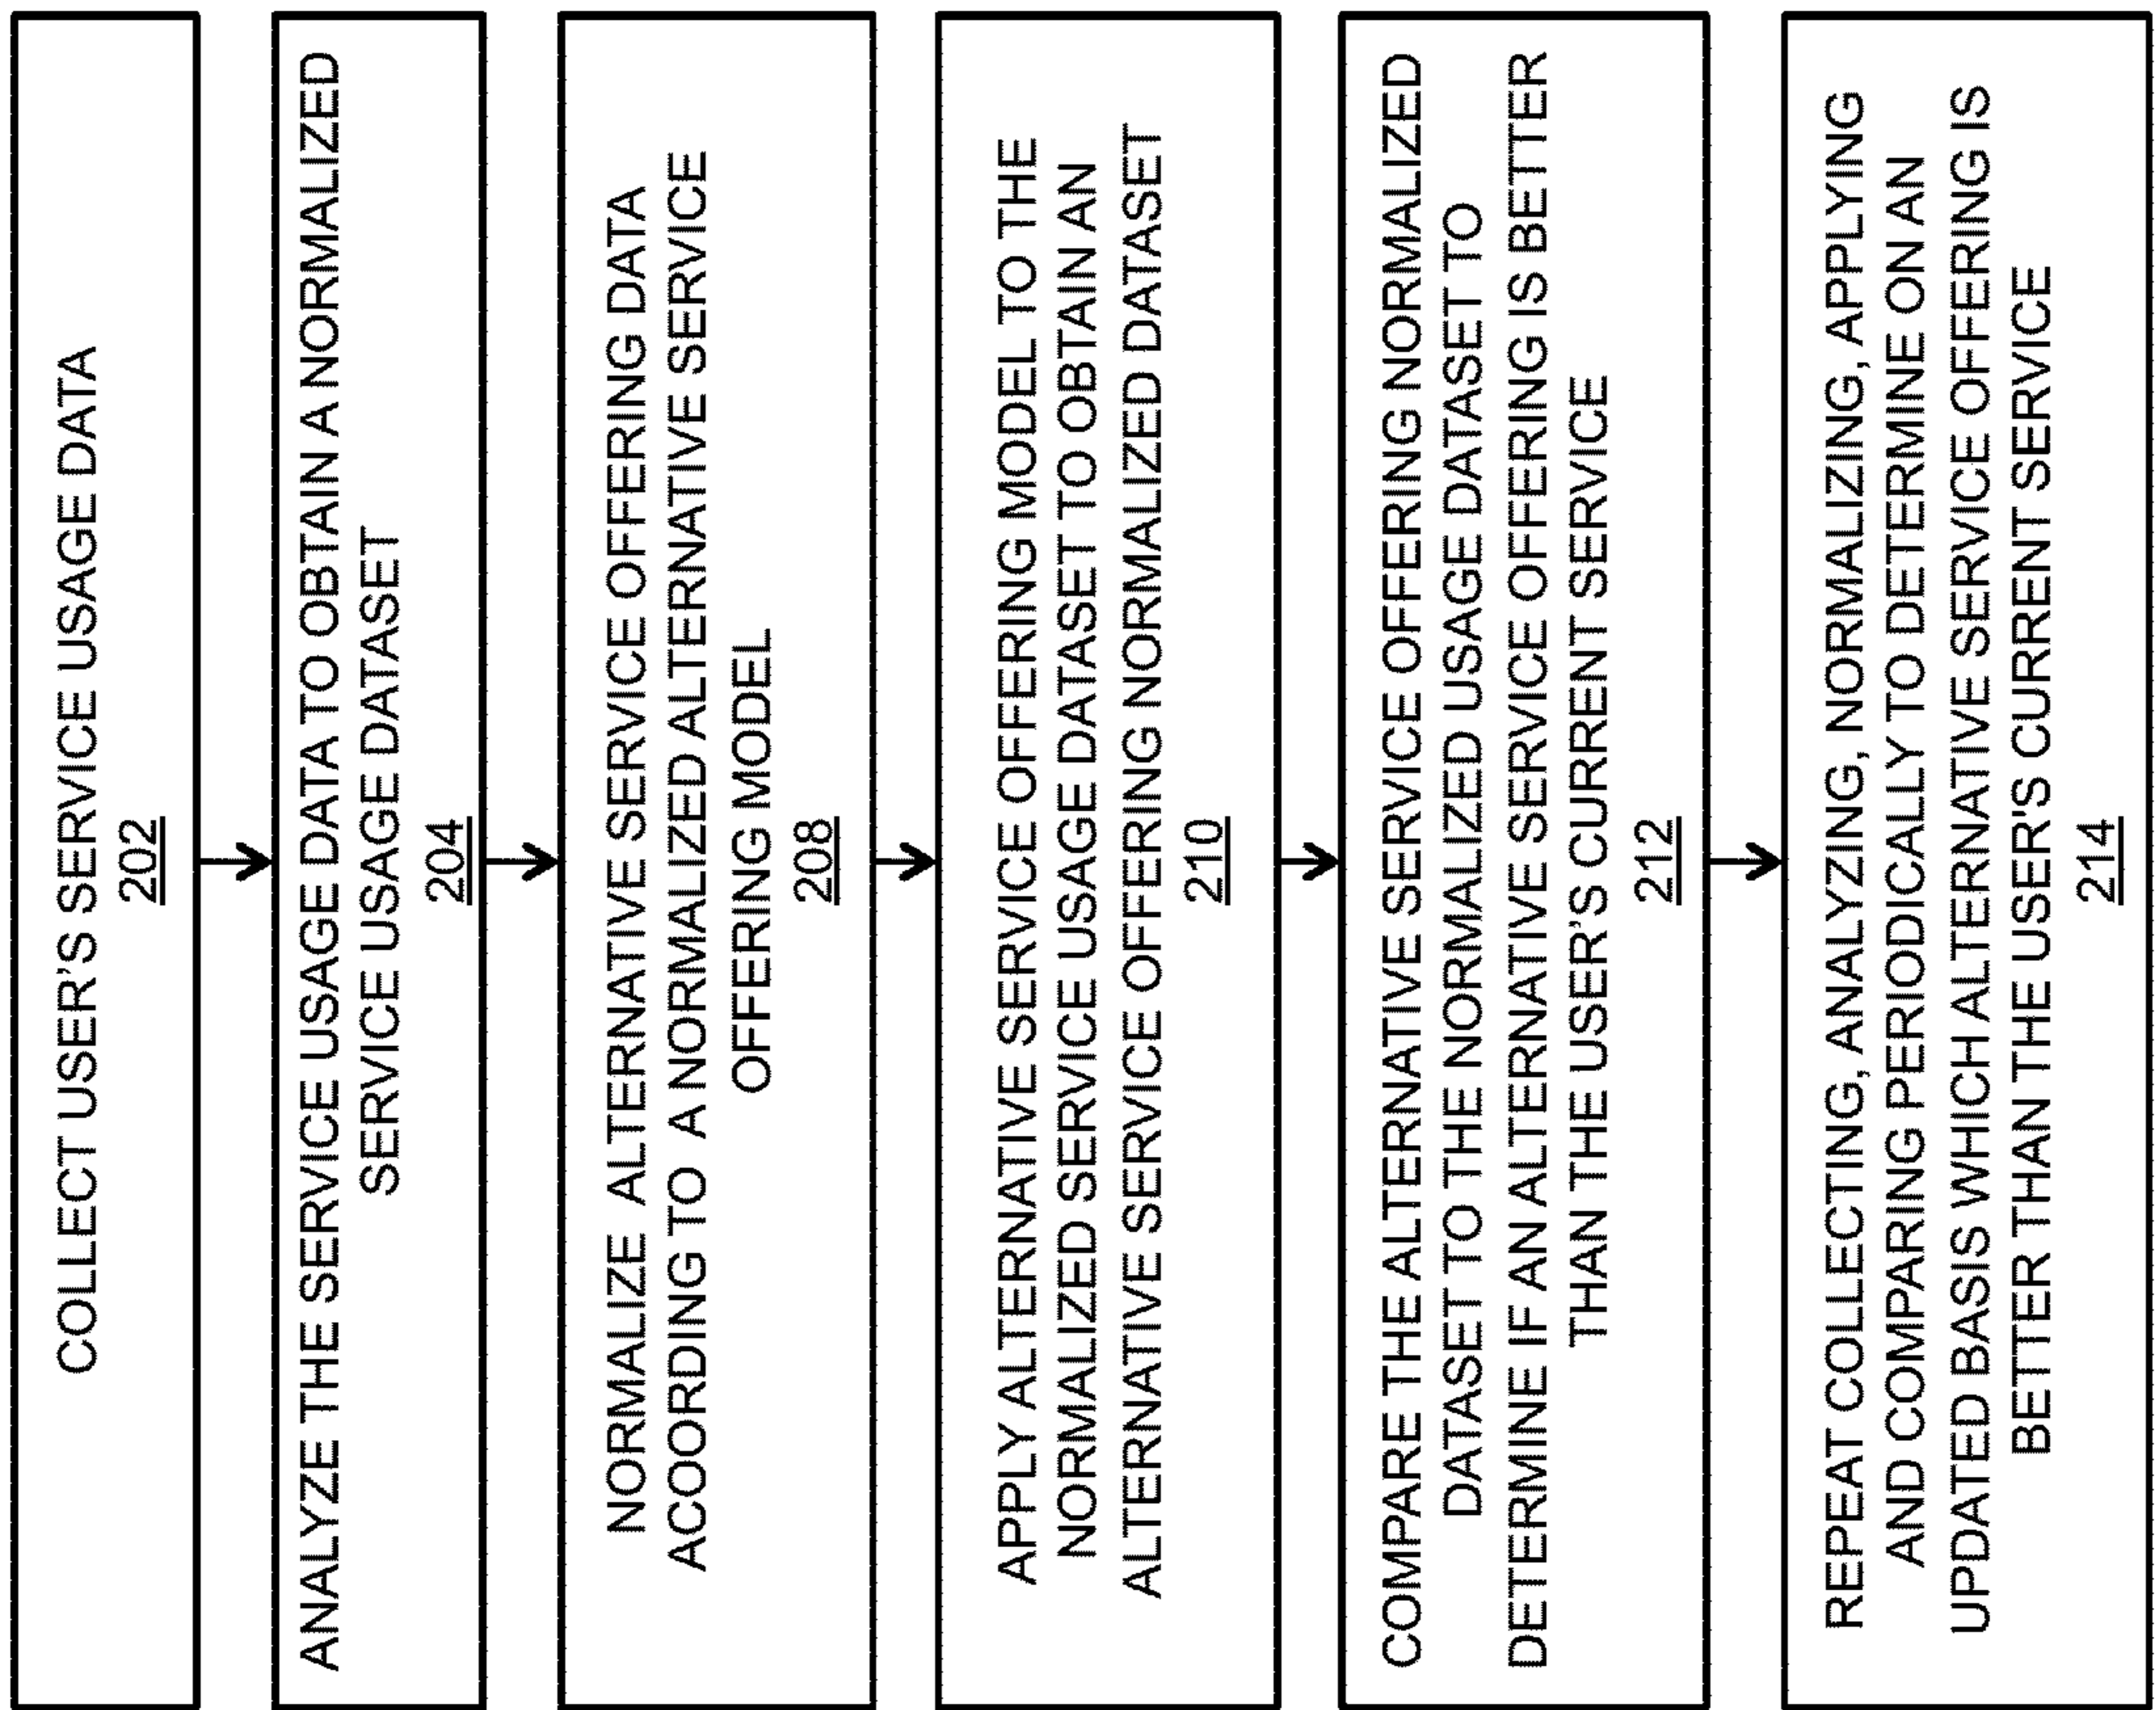 COLLECT USER'S SERVICE USAGE DATA
202
ANALYZE THE SERVICE USAGE DATA TO OBTAIN A NORMALIZED
SERVICE USAGE DATASET
204
NORMALIZE ALTERNATIVE SERVICE OFFERING DATA
ACOORDING TO A NORMALIZED ALTERNATIVE SERVICE
OFFERING MODEL
208
APPLY ALTERNATIVE SERVICE OFFERING MODEL TO THE
NORMALIZED SERVICE USAGE DATASET TO OBTAIN AN
ALTERNATIVE SERVICE OFFERING NORMALIZED DATASET
210
COMPARE THE ALTERNATIVE SERVICE OFFERING NORMALIZED
DATASET TO THE NORMALIZED USAGE DATASET TO
DETERMINE IF AN ALTERNATIVE SERVICE OFFERING IS BETTER
THAN THE USER'S CURRENT SERVICE
212
REPEAT COLLECTING, ANALYZING, NORMALIZING, APPLYING
AND COMPARING PERIODICALLY TO DETERMINE ON AN
UPDATED BASIS WHICH ALTERNATIVE SERVICE OFFERING IS
BETTER THAN THE USER'S CURRENT SERVICE
214